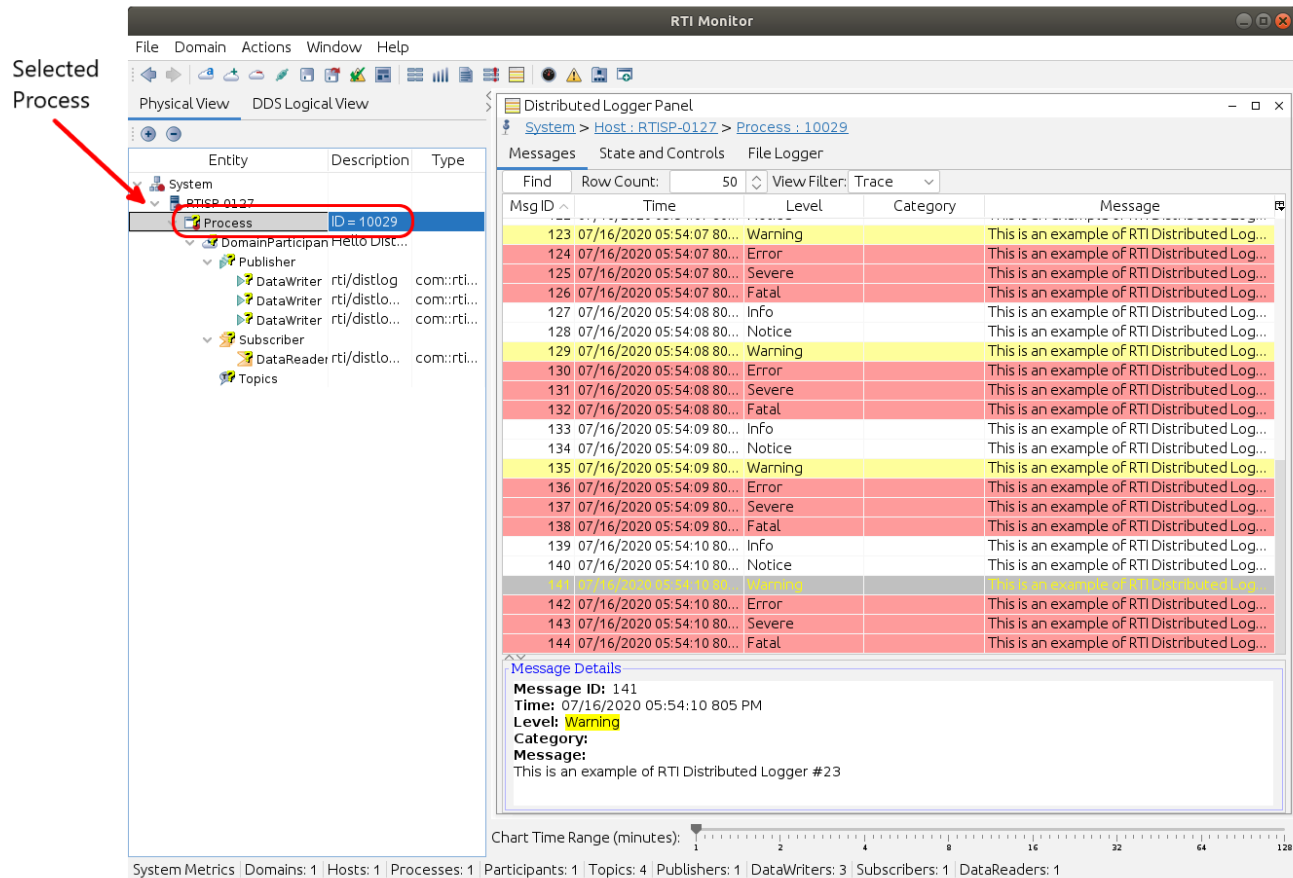 RTI Monitor
File Domain Actions Window Help
Selected
Process
Physical View DDS Logical View
Entity Description Type
System
RTISP-0127
Process ID = 10029
DomainParticipan Hello Dist...
Publisher
DataWriter rti/distlog com::rti...
DataWriter rti/distlo... com::rti...
DataWriter rti/distlo... com::rti...
Subscriber
DataReader rti/distlo... com::rti...
Topics
Distributed Logger Panel
System > Host : RTISP-0127 > Process : 10029
Messages State and Controls File Logger
Find Row Count: 50 View Filter: Trace
Msg ID Time Level Category Message
123 07/16/2020 05:54:07 80... Warning This is an example of RTI Distributed Log...
124 07/16/2020 05:54:07 80... Error This is an example of RTI Distributed Log...
125 07/16/2020 05:54:07 80... Severe This is an example of RTI Distributed Log...
126 07/16/2020 05:54:07 80... Fatal This is an example of RTI Distributed Log...
127 07/16/2020 05:54:08 80... Info This is an example of RTI Distributed Log...
128 07/16/2020 05:54:08 80... Notice This is an example of RTI Distributed Log...
129 07/16/2020 05:54:08 80... Warning This is an example of RTI Distributed Log...
130 07/16/2020 05:54:08 80... Error This is an example of RTI Distributed Log...
131 07/16/2020 05:54:08 80... Severe This is an example of RTI Distributed Log...
132 07/16/2020 05:54:08 80... Fatal This is an example of RTI Distributed Log...
133 07/16/2020 05:54:09 80... Info This is an example of RTI Distributed Log...
134 07/16/2020 05:54:09 80... Notice This is an example of RTI Distributed Log...
135 07/16/2020 05:54:09 80... Warning This is an example of RTI Distributed Log...
136 07/16/2020 05:54:09 80... Error This is an example of RTI Distributed Log...
137 07/16/2020 05:54:09 80... Severe This is an example of RTI Distributed Log...
138 07/16/2020 05:54:09 80... Fatal This is an example of RTI Distributed Log...
139 07/16/2020 05:54:10 80... Info This is an example of RTI Distributed Log...
140 07/16/2020 05:54:10 80... Notice This is an example of RTI Distributed Log...
141 07/16/2020 05:54:10 80... Warning This is an example of RTI Distributed Log...
142 07/16/2020 05:54:10 80... Error This is an example of RTI Distributed Log...
143 07/16/2020 05:54:10 80... Severe This is an example of RTI Distributed Log...
144 07/16/2020 05:54:10 80... Fatal This is an example of RTI Distributed Log...
Message Details
Message ID: 141
Time: 07/16/2020 05:54:10 805 PM
Level: Warning
Category:
Message:
This is an example of RTI Distributed Logger #23
Chart Time Range (minutes):
1 2 4 8 16 32 64 128
System Metrics Domains: 1 Hosts: 1 Processes: 1 Participants: 1 Topics: 4 Publishers: 1 DataWriters: 3 Subscribers: 1 DataReaders: 1